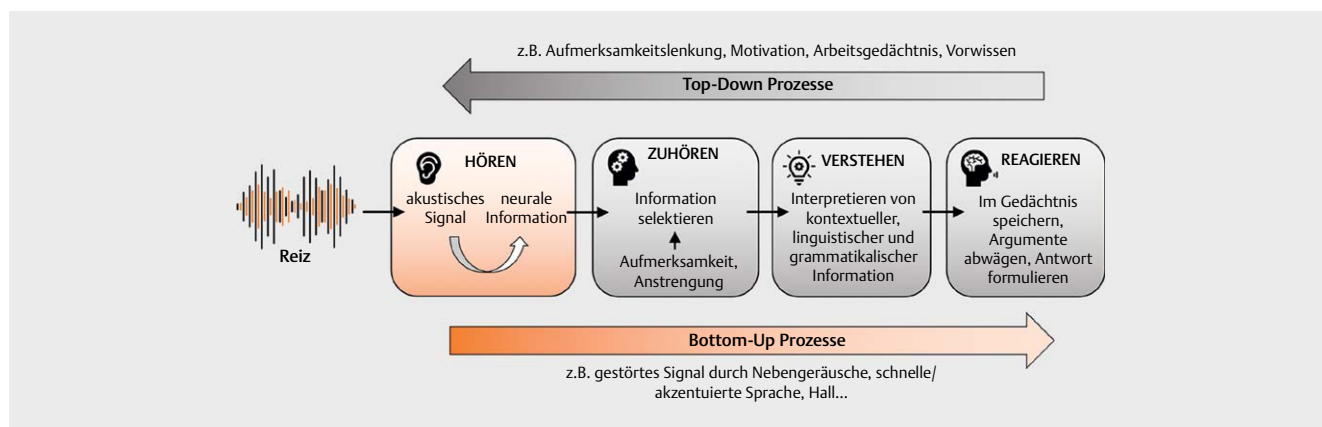 z.B. Aufmerksamkeitslenkung, Motivation, Arbeitsgedächtnis, Vorwissen
Top-Down Prozesse
Reiz
HÖREN
akustisches
Signal
neurale
Information
ZUHÖREN
Information
selektieren
Aufmerksamkeit,
Anstrengung
VERSTEHEN
Interpretieren von
kontextueller,
linguistischer und
grammatikalischer
Information
REAGIEREN
Im Gedächtnis
speichern,
Argumente
abwägen, Antwort
formulieren
Bottom-Up Prozesse
z.B. gestörtes Signal durch Nebengeräusche, schnelle/
akzentuierte Sprache, Hall...